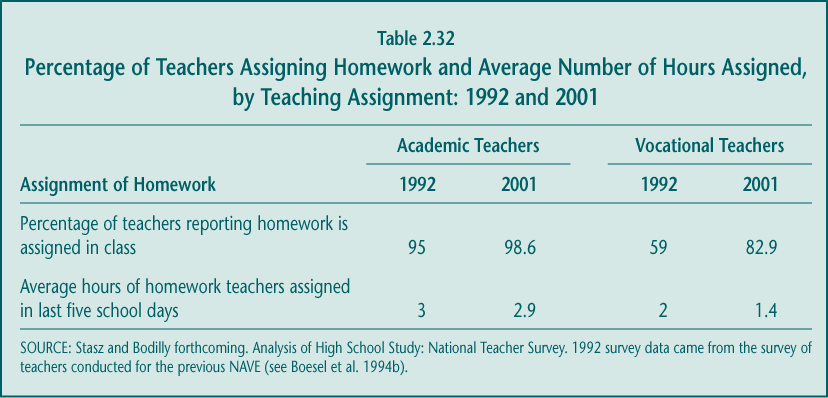 Table 2.32
Percentage of Teachers Assigning Homework and Average Number of Hours Assigned,
by Teaching Assignment: 1992 and 2001
Academic Teachers Vocational Teachers
Assignment of Homework 1992 2001 1992 2001
Percentage of teachers reporting homework is
assigned in class 95 98.6 59 82.9
Average hours of homework teachers assigned
in last five school days 3 2.9 2 1.4
SOURCE: Stasz and Bodilly forthcoming. Analysis of High School Study: National Teacher Survey. 1992 survey data came from the survey of
teachers conducted for the previous NAVE (see Boesel et al. 1994b).